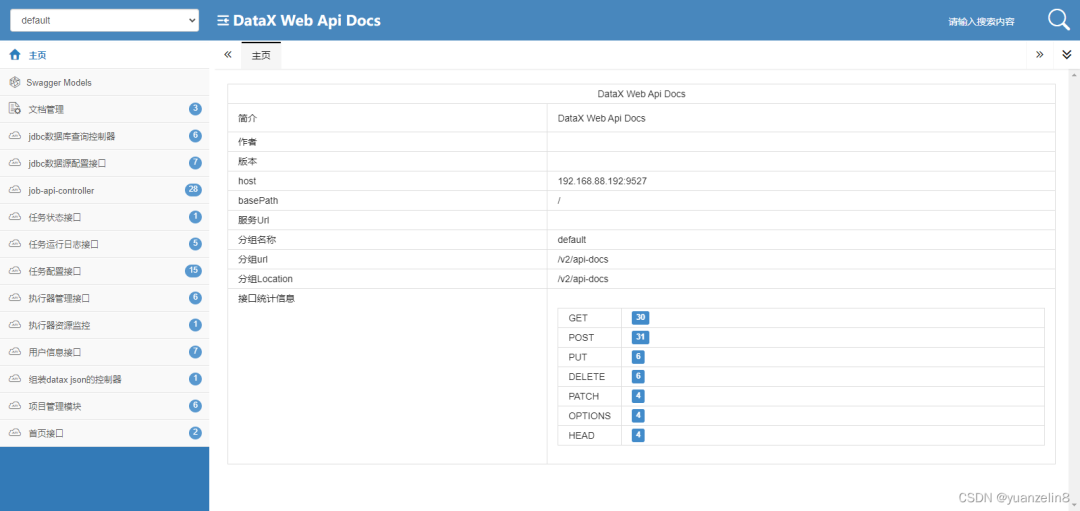 default
DataX Web Api Docs
请输入搜索内容
主页
Swagger Models
文档管理 3
jdbc数据库查询控制器 6
jdbc数据源配置接口 7
job-api-controller 28
任务状态接口 1
任务运行日志接口 5
任务配置接口 15
执行器管理接口 6
执行器资源监控 1
用户信息接口 7
组装datax json的控制器 1
项目管理模块 6
首页接口 2
主页
DataX Web Api Docs
简介 DataX Web Api Docs
作者
版本
host 192.168.88.192:9527
basePath /
服务Url
分组名称 default
分组url /v2/api-docs
分组Location /v2/api-docs
接口统计信息
GET 30
POST 31
PUT 6
DELETE 6
PATCH 4
OPTIONS 4
HEAD 4
CSDN @yuanzelin8